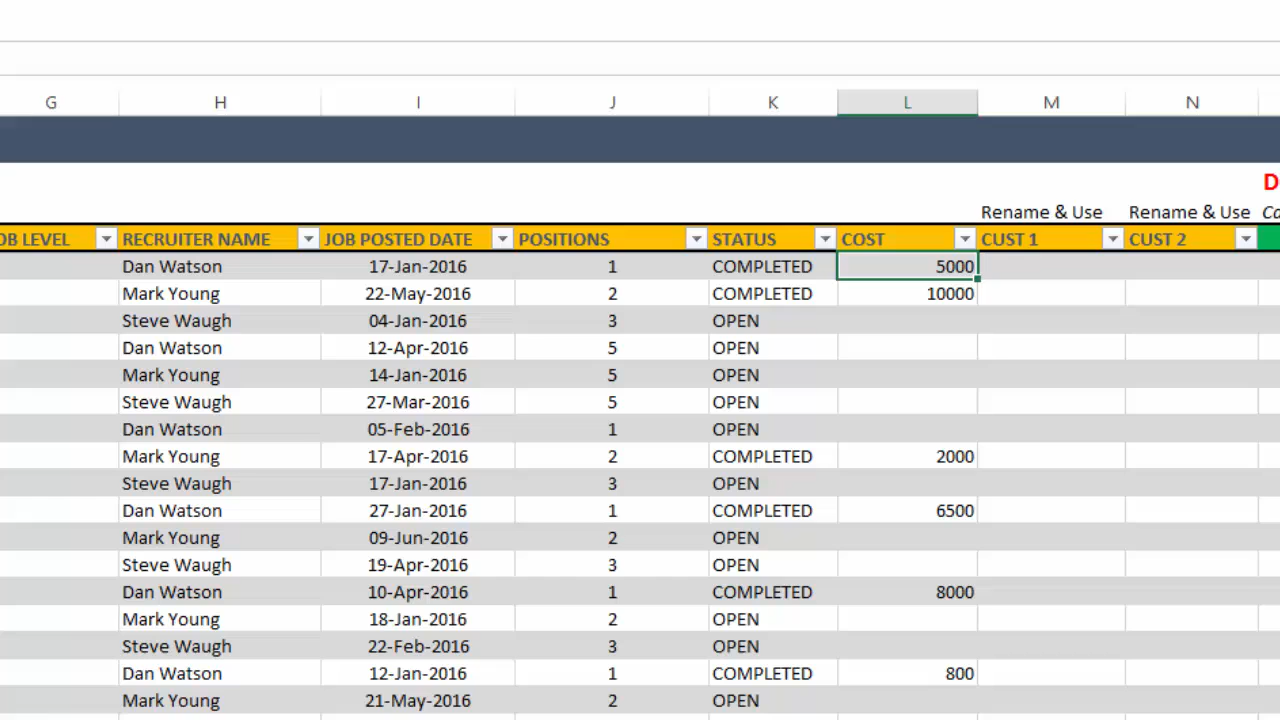 G H I J K L M N
D
Rename & Use Rename & Use Co
OB LEVEL RECRUITER NAME JOB POSTED DATE POSITIONS STATUS COST CUST 1 CUST 2
Dan Watson 17-Jan-2016 1 COMPLETED 5000
Mark Young 22-May-2016 2 COMPLETED 10000
Steve Waugh 04-Jan-2016 3 OPEN
Dan Watson 12-Apr-2016 5 OPEN
Mark Young 14-Jan-2016 5 OPEN
Steve Waugh 27-Mar-2016 5 OPEN
Dan Watson 05-Feb-2016 1 OPEN
Mark Young 17-Apr-2016 2 COMPLETED 2000
Steve Waugh 17-Jan-2016 3 OPEN
Dan Watson 27-Jan-2016 1 COMPLETED 6500
Mark Young 09-Jun-2016 2 OPEN
Steve Waugh 19-Apr-2016 3 OPEN
Dan Watson 10-Apr-2016 1 COMPLETED 8000
Mark Young 18-Jan-2016 2 OPEN
Steve Waugh 22-Feb-2016 3 OPEN
Dan Watson 12-Jan-2016 1 COMPLETED 800
Mark Young 21-May-2016 2 OPEN